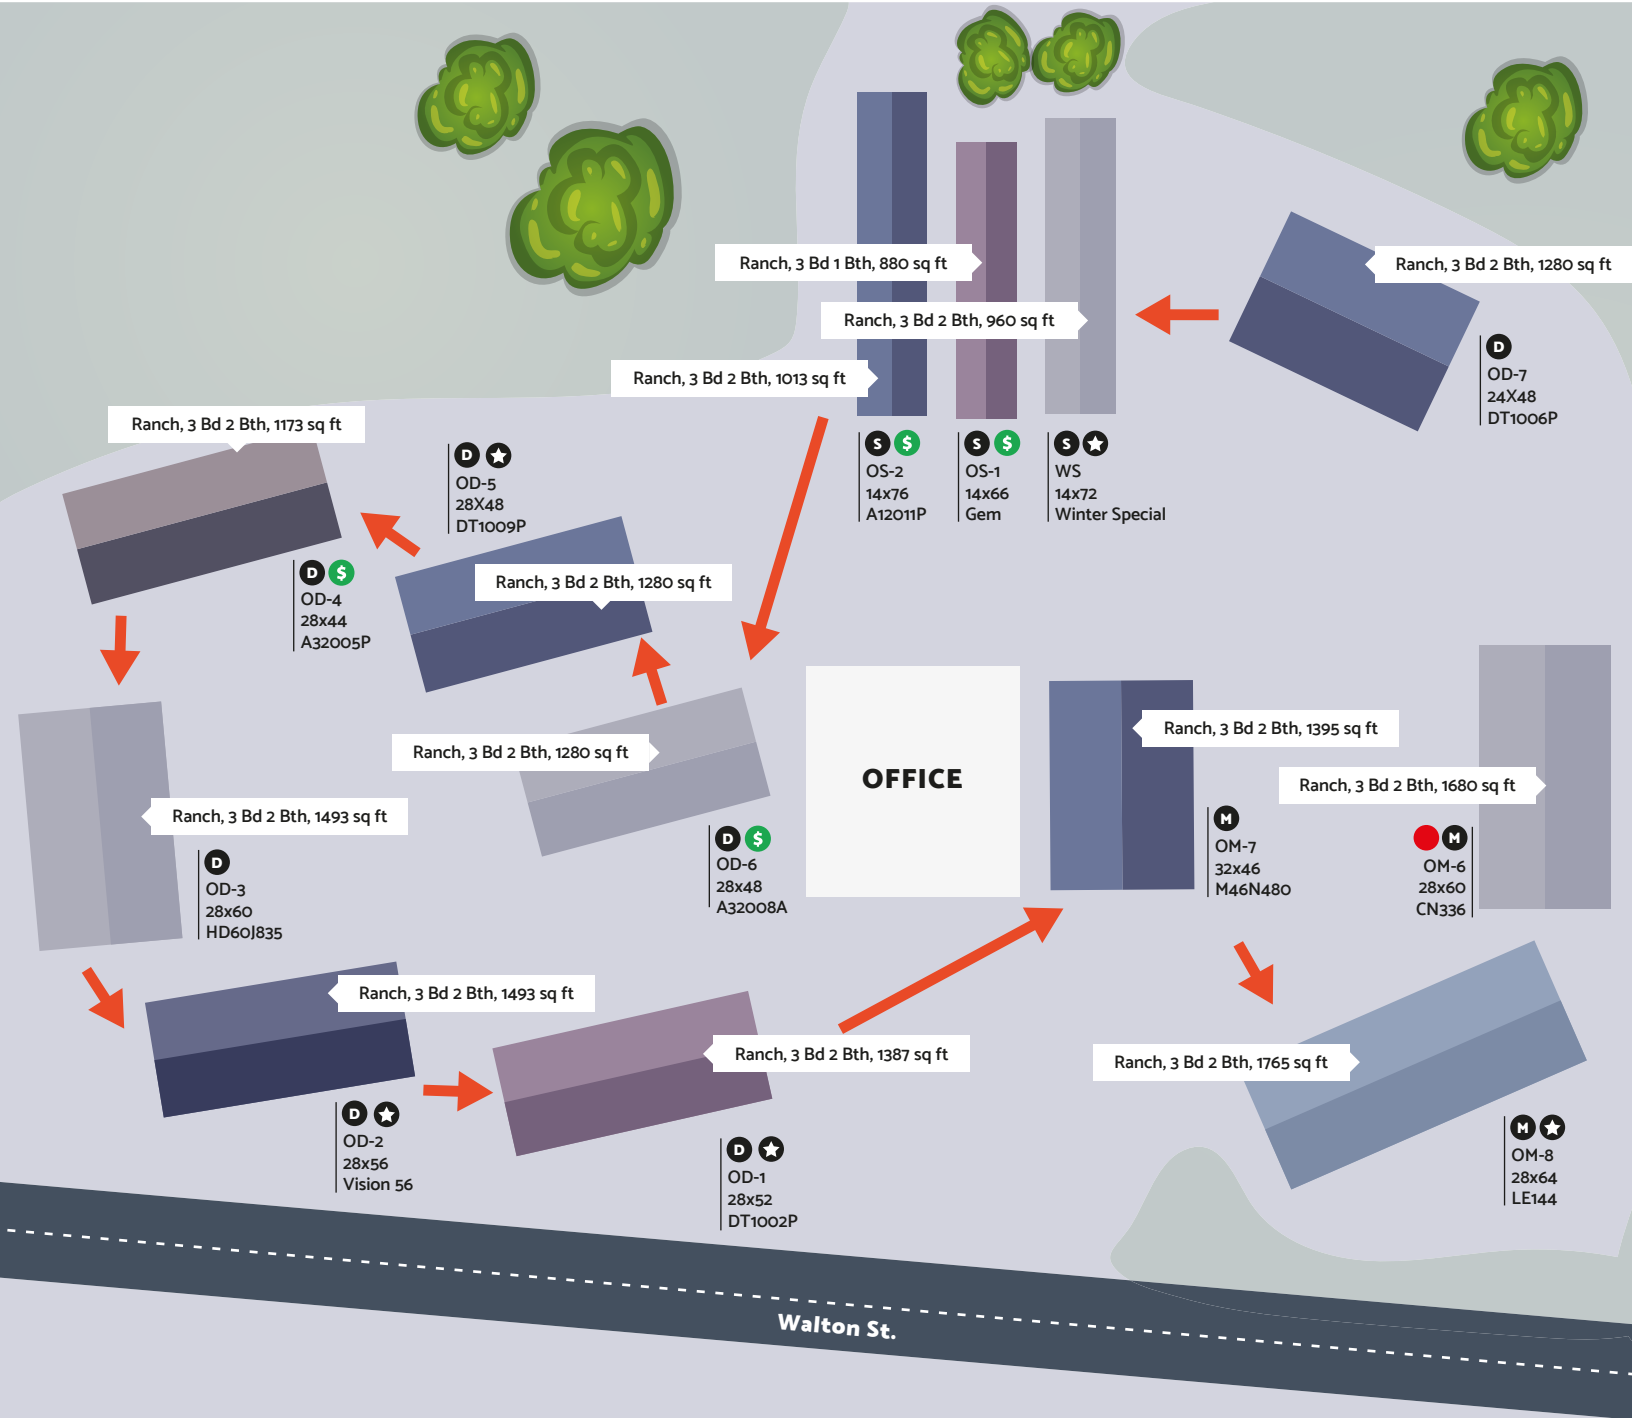 Ranch, 3 Bd 1 Bth, 880 sq ft
Ranch, 3 Bd 2 Bth, 1280 sq ft
Ranch, 3 Bd 2 Bth, 960 sq ft
Ranch, 3 Bd 2 Bth, 1013 sq ft
D
OD-7
24X48
DT1006P
S $
OS-2
14x76
A12011P
S $
OS-1
14x66
Gem
S
WS
14x72
Winter Special
Ranch, 3 Bd 2 Bth, 1173 sq ft
D
OD-5
28X48
DT1009P
D $
OD-4
28x44
A32005P
Ranch, 3 Bd 2 Bth, 1280 sq ft
Ranch, 3 Bd 2 Bth, 1280 sq ft
OFFICE
Ranch, 3 Bd 2 Bth, 1395 sq ft
Ranch, 3 Bd 2 Bth, 1680 sq ft
Ranch, 3 Bd 2 Bth, 1493 sq ft
D
OD-3
28x60
HD60J835
D $
OD-6
28x48
A32008A
M
OM-7
32x46
M46N480
M
OM-6
28x60
CN336
Ranch, 3 Bd 2 Bth, 1493 sq ft
Ranch, 3 Bd 2 Bth, 1387 sq ft
Ranch, 3 Bd 2 Bth, 1765 sq ft
D
OD-2
28x56
Vision 56
D
OD-1
28x52
DT1002P
M
OM-8
28x64
LE144
Walton St.